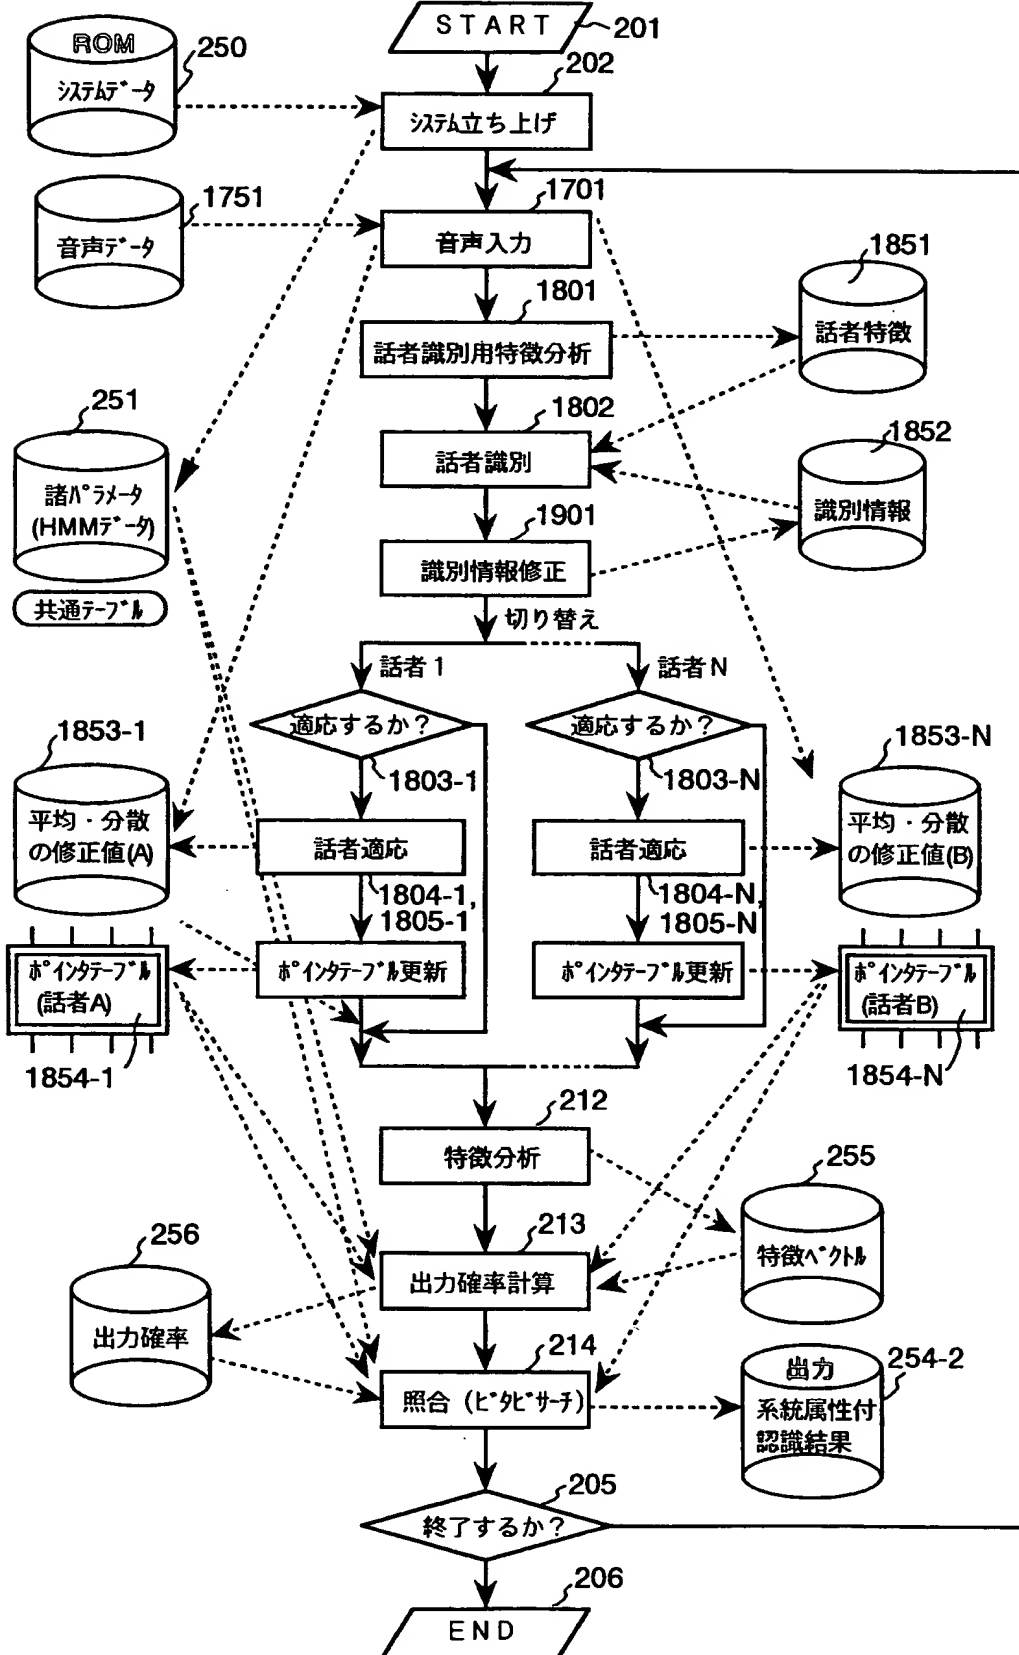 START
201
ROM
システムデータ
250
202
システム立ち上げ
1751
音声データ
1701
音声入力
1801
話者識別用特徴分析
1851
話者特徴
251
諸パラメータ
(HMMデータ)
共通テーブル
1802
話者識別
1852
識別情報
1901
識別情報修正
切り替え
話者1
話者N
適応するか?
適応するか?
1803-1
1803-N
1853-1
平均・分散
の修正値(A)
1853-N
平均・分散
の修正値(B)
話者適応
話者適応
1804-1,
1805-1
1804-N,
1805-N
ポインタテーブル
(話者A)
1854-1
ポインタテーブル更新
ポインタテーブル更新
ポインタテーブル
(話者B)
1854-N
212
特徴分析
255
特徴ベクトル
213
出力確率計算
256
出力確率
214
照合(ビタビサーチ)
254-2
出力
系統属性付
認識結果
205
終了するか?
206
END